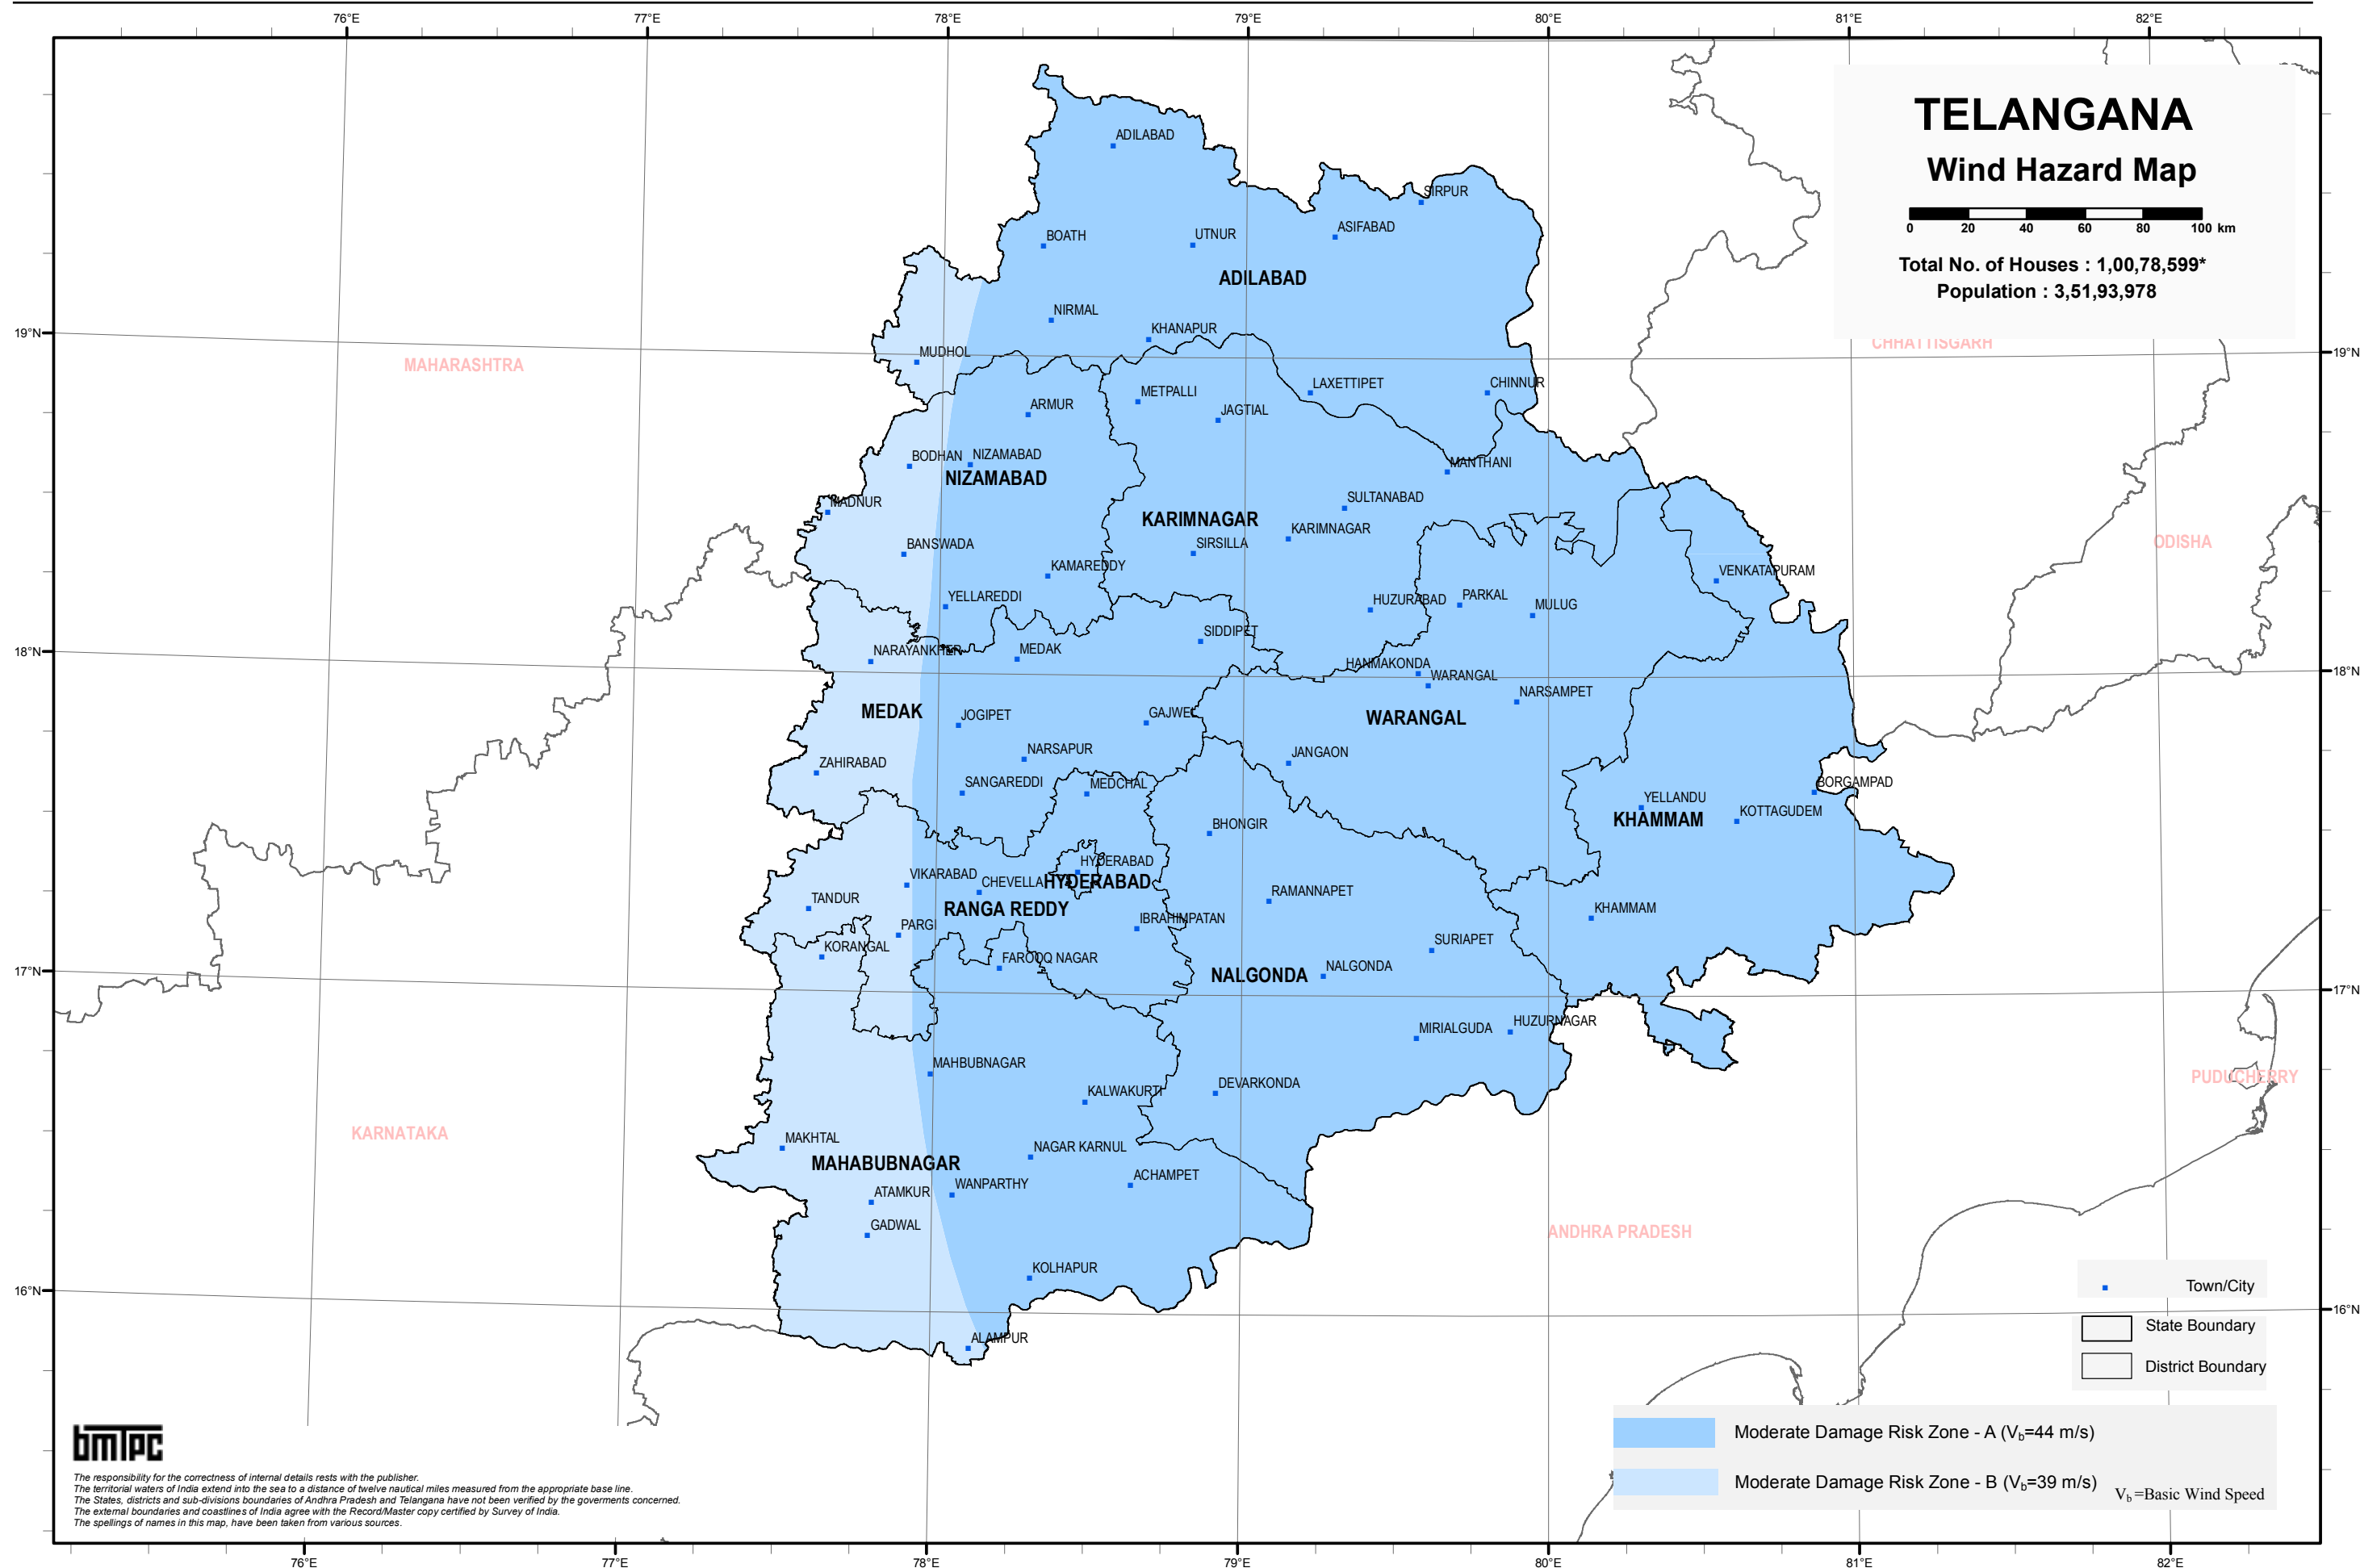 76°E 77°E 78°E 79°E 80°E 81°E 82°E
TELANGANA
Wind Hazard Map
0 20 40 60 80 100 km
Total No. of Houses : 1,00,78,599*
Population : 3,51,93,978
ADILABAD
SIRPUR
ASIFABAD
BOATH
UTNUR
ADILABAD
NIRMAL
KHANAPUR
19°N
19°N
MUDHOL
CHHATTISGARH
MAHARASHTRA
LAXETTIPET
CHINNUR
METPALLI
ARMUR
JAGTIAL
BODHAN
NIZAMABAD
NIZAMABAD
MANTHANI
MADNUR
SULTANABAD
KARIMNAGAR
KARIMNAGAR
SIRSILLA
BANSWADA
ODISHA
KAMAREDDY
VENKATAPURAM
YELLAREDDI
HUZURABAD
PARKAL
MULUG
SIDDIPET
18°N
NARAYANKHER
MEDAK
HANMAKONDA
WARANGAL
18°N
NARSAMPET
MEDAK
JOGIPET
GAJWEL
WARANGAL
NARSAPUR
JANGAON
ZAHIRABAD
SANGAREDDI
MEDCHAL
BORGAMPAD
YELLANDU
KOTTAGUDEM
KHAMMAM
BHONGIR
HYDERABAD
VIKARABAD
CHEVELLA
HYDERABAD
TANDUR
RANGA REDDY
RAMANNAPET
KHAMMAM
PARGI
IBRAHIMPATAN
KORANGAL
SURIAPET
FAROOQ NAGAR
NALGONDA
NALGONDA
17°N
17°N
MIRIALGUDA
HUZURNAGAR
MAHBUBNAGAR
KALWAKURTI
DEVARKONDA
PUDUCHERRY
KARNATAKA
MAKHTAL
NAGAR KARNUL
MAHABUBNAGAR
ACHAMPET
WANPARTHY
ATAMKUR
GADWAL
ANDHRA PRADESH
KOLHAPUR
16°N
16°N
ALAMPUR
Town/City
State Boundary
District Boundary
Moderate Damage Risk Zone - A (Vb=44 m/s)
Moderate Damage Risk Zone - B (Vb=39 m/s)
Vb=Basic Wind Speed
bmTpc
The responsibility for the correctness of internal details rests with the publisher.
The territorial waters of India extend into the sea to a distance of twelve nautical miles measured from the appropriate base line.
The States, districts and sub-divisions boundaries of Andhra Pradesh and Telangana have not been verified by the goverments concerned.
The external boundaries and coastlines of India agree with the Record/Master copy certified by Survey of India.
The spellings of names in this map, have been taken from various sources.
76°E 77°E 78°E 79°E 80°E 81°E 82°E